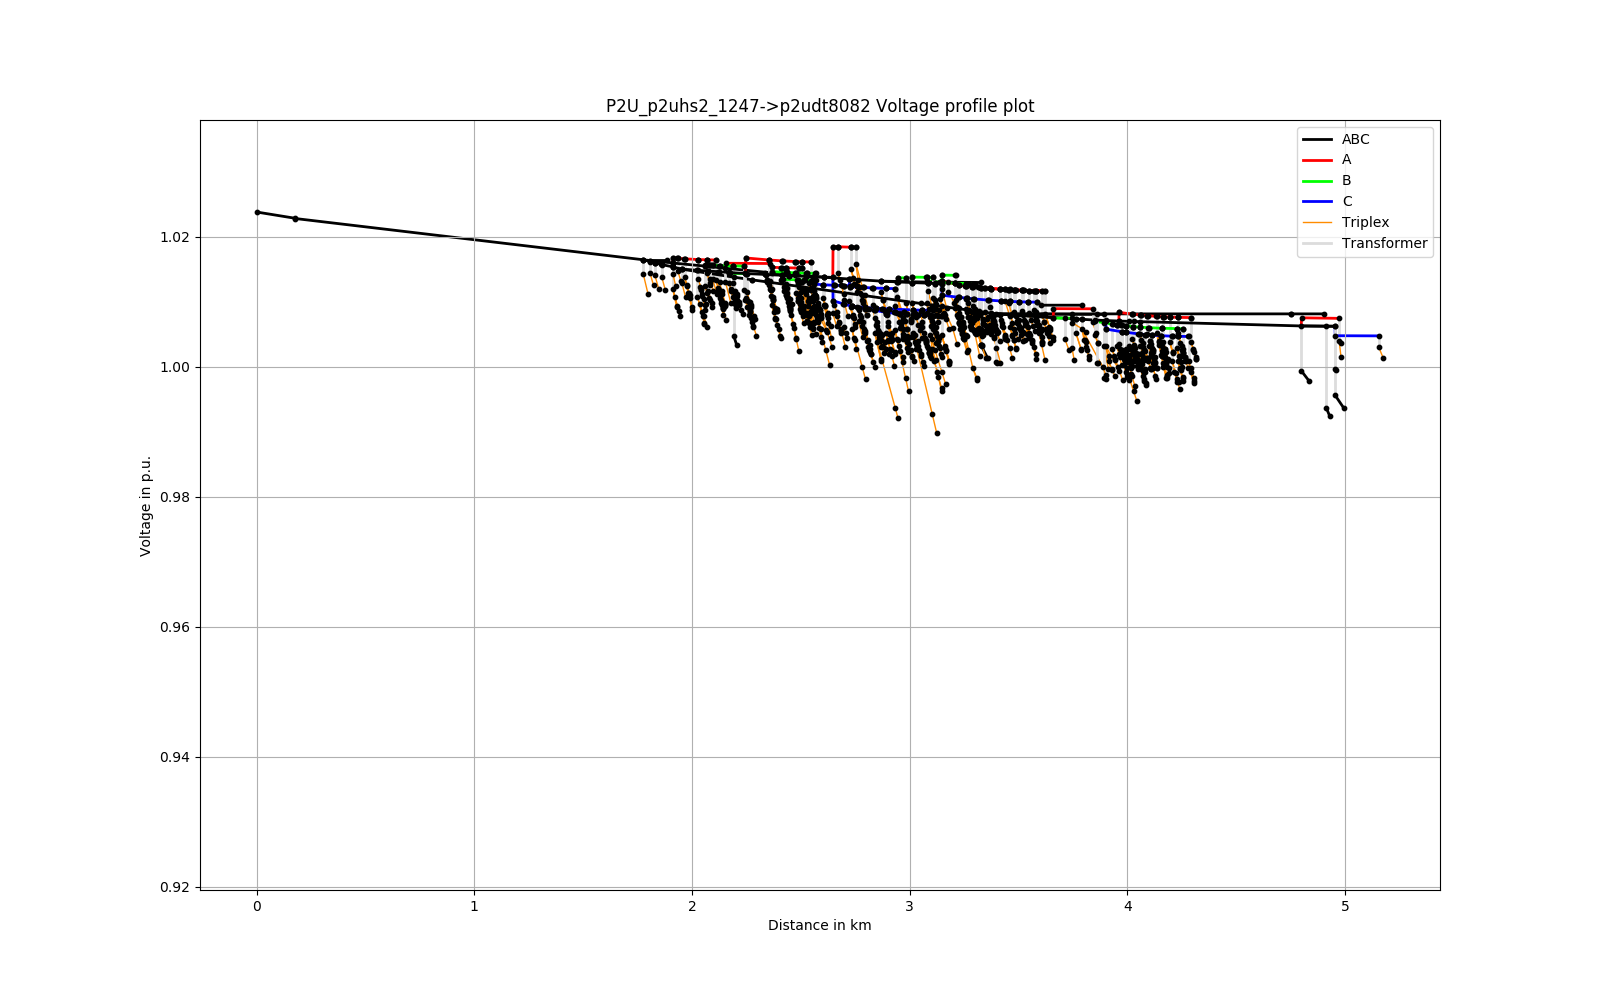 P2U_p2uhs2_1247->p2udt8082 Voltage profile plot
ABC
A
B
C
Triplex
Transformer
1.02
1.00
0.98
0.96
0.94
0.92
Voltage in p.u.
0 1 2 3 4 5
Distance in km